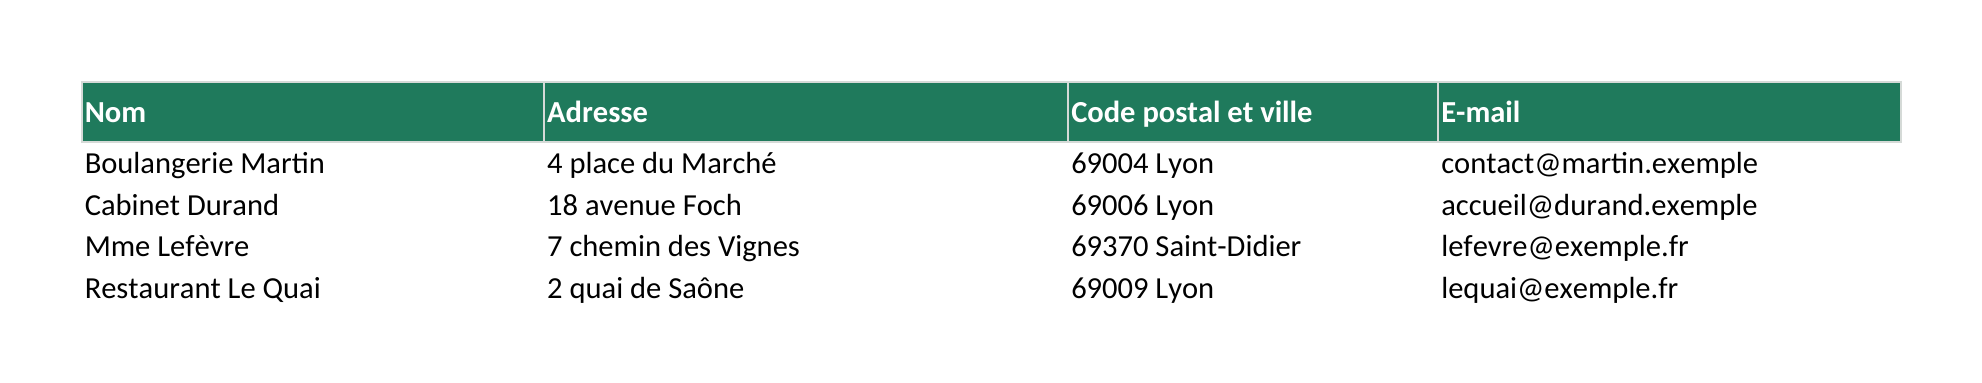 Nom Adresse Code postal et ville E-mail
Boulangerie Martin 4 place du Marché 69004 Lyon contact@martin.exemple
Cabinet Durand 18 avenue Foch 69006 Lyon accueil@durand.exemple
Mme Lefèvre 7 chemin des Vignes 69370 Saint-Didier lefevre@exemple.fr
Restaurant Le Quai 2 quai de Saône 69009 Lyon lequai@exemple.fr